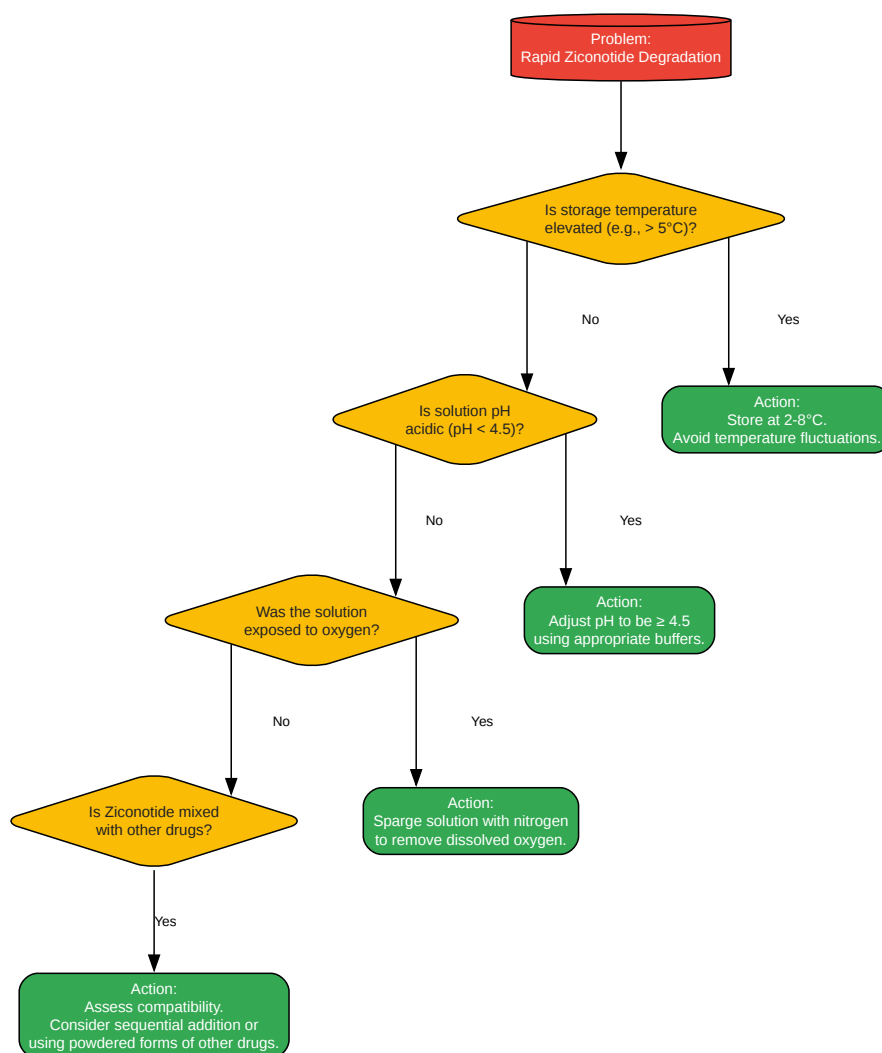 Problem:
Rapid Ziconotide Degradation
Is storage temperature
elevated (e.g., > 5°C)?
No
Yes
Action:
Store at 2-8°C.
Avoid temperature fluctuations.
Is solution pH
acidic (pH < 4.5)?
No
Yes
Action:
Adjust pH to be ≥ 4.5
using appropriate buffers.
Was the solution
exposed to oxygen?
No
Yes
Action:
Sparge solution with nitrogen
to remove dissolved oxygen.
Is Ziconotide mixed
with other drugs?
Yes
Action:
Assess compatibility.
Consider sequential addition or
using powdered forms of other drugs.